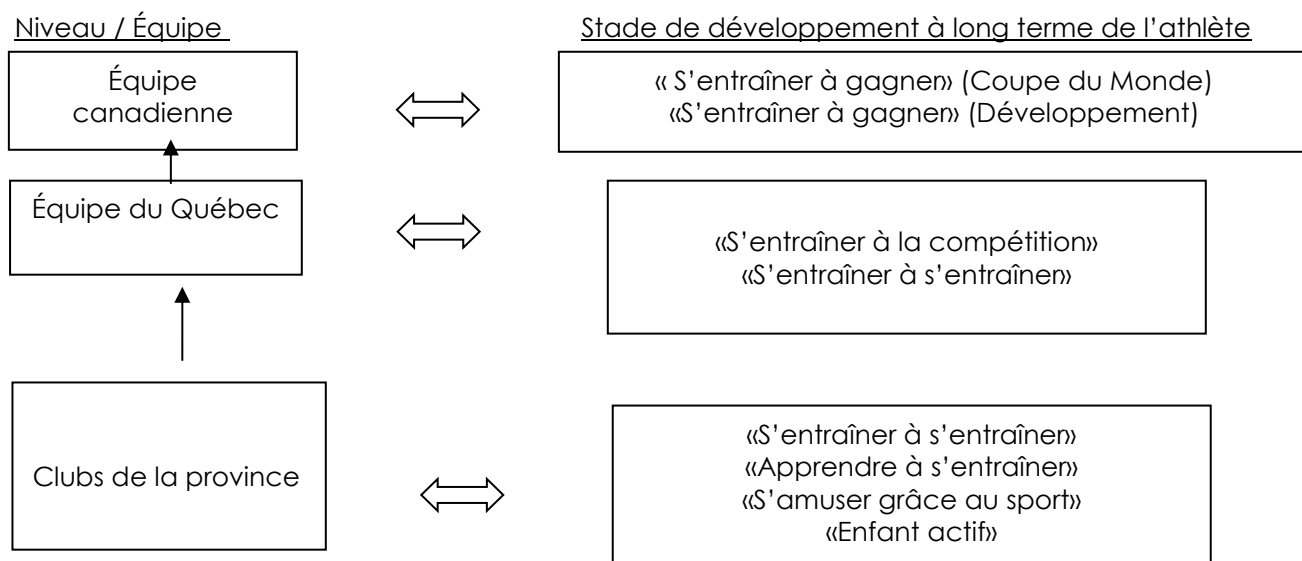 Niveau / Équipe
Stade de développement à long terme de l’athlète
Équipe
canadienne
« S’entraîner à gagner» (Coupe du Monde)
«S’entraîner à gagner» (Développement)
Équipe du Québec
«S’entraîner à la compétition»
«S’entraîner à s’entraîner»
Clubs de la province
«S’entraîner à s’entraîner»
«Apprendre à s’entraîner»
«S’amuser grâce au sport»
«Enfant actif»